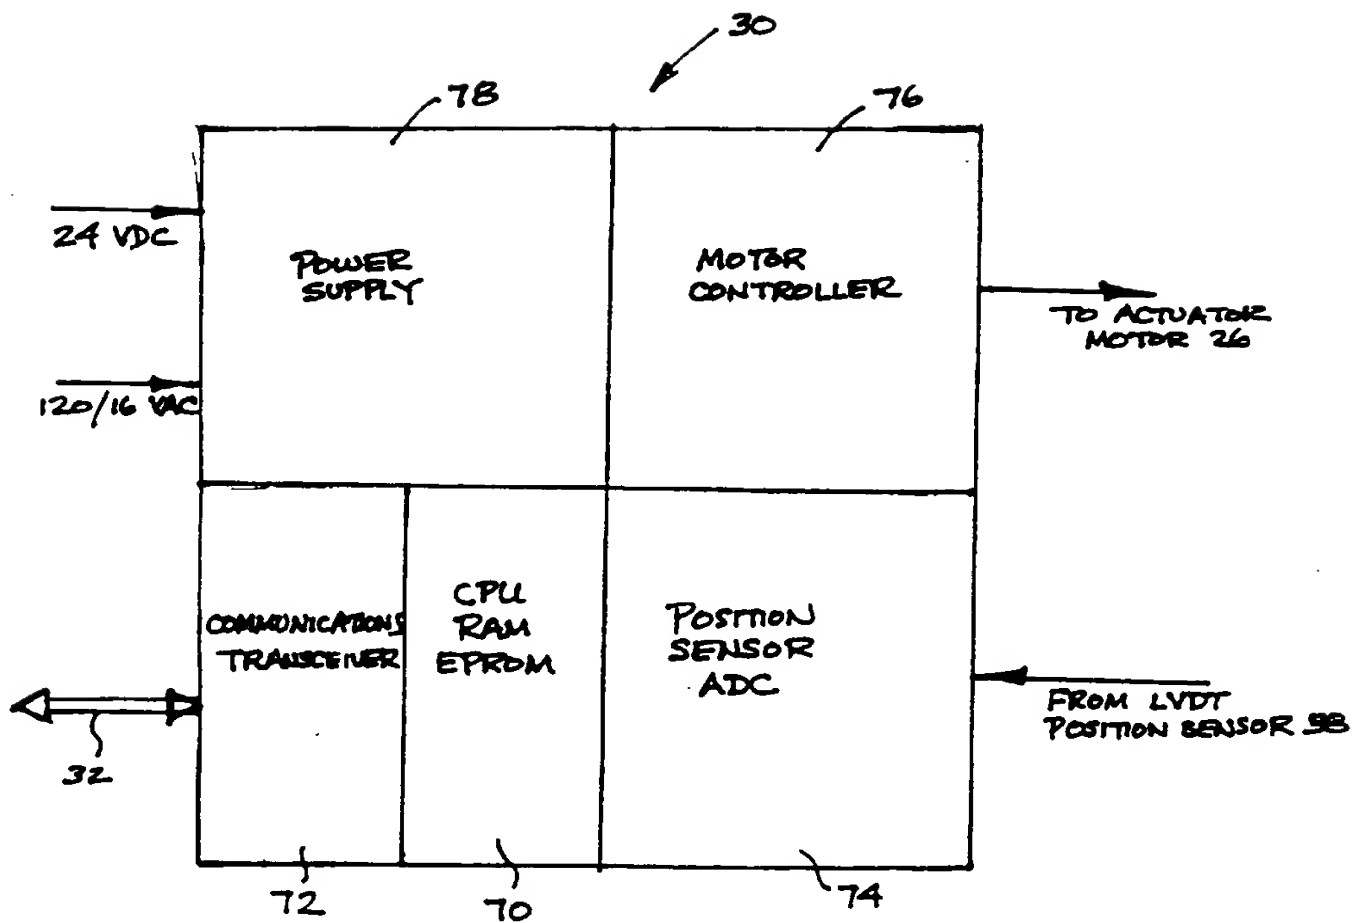 30
78
76
24 VDC
POWER
SUPPLY
MOTOR
CONTROLLER
TO ACTUATOR
MOTOR 26
120/16 VAC
COMMUNICATIONS
TRANSCEIVER
CPU
RAM
EPROM
POSITION
SENSOR
ADC
FROM LVDT
POSITION SENSOR
32
72
70
74